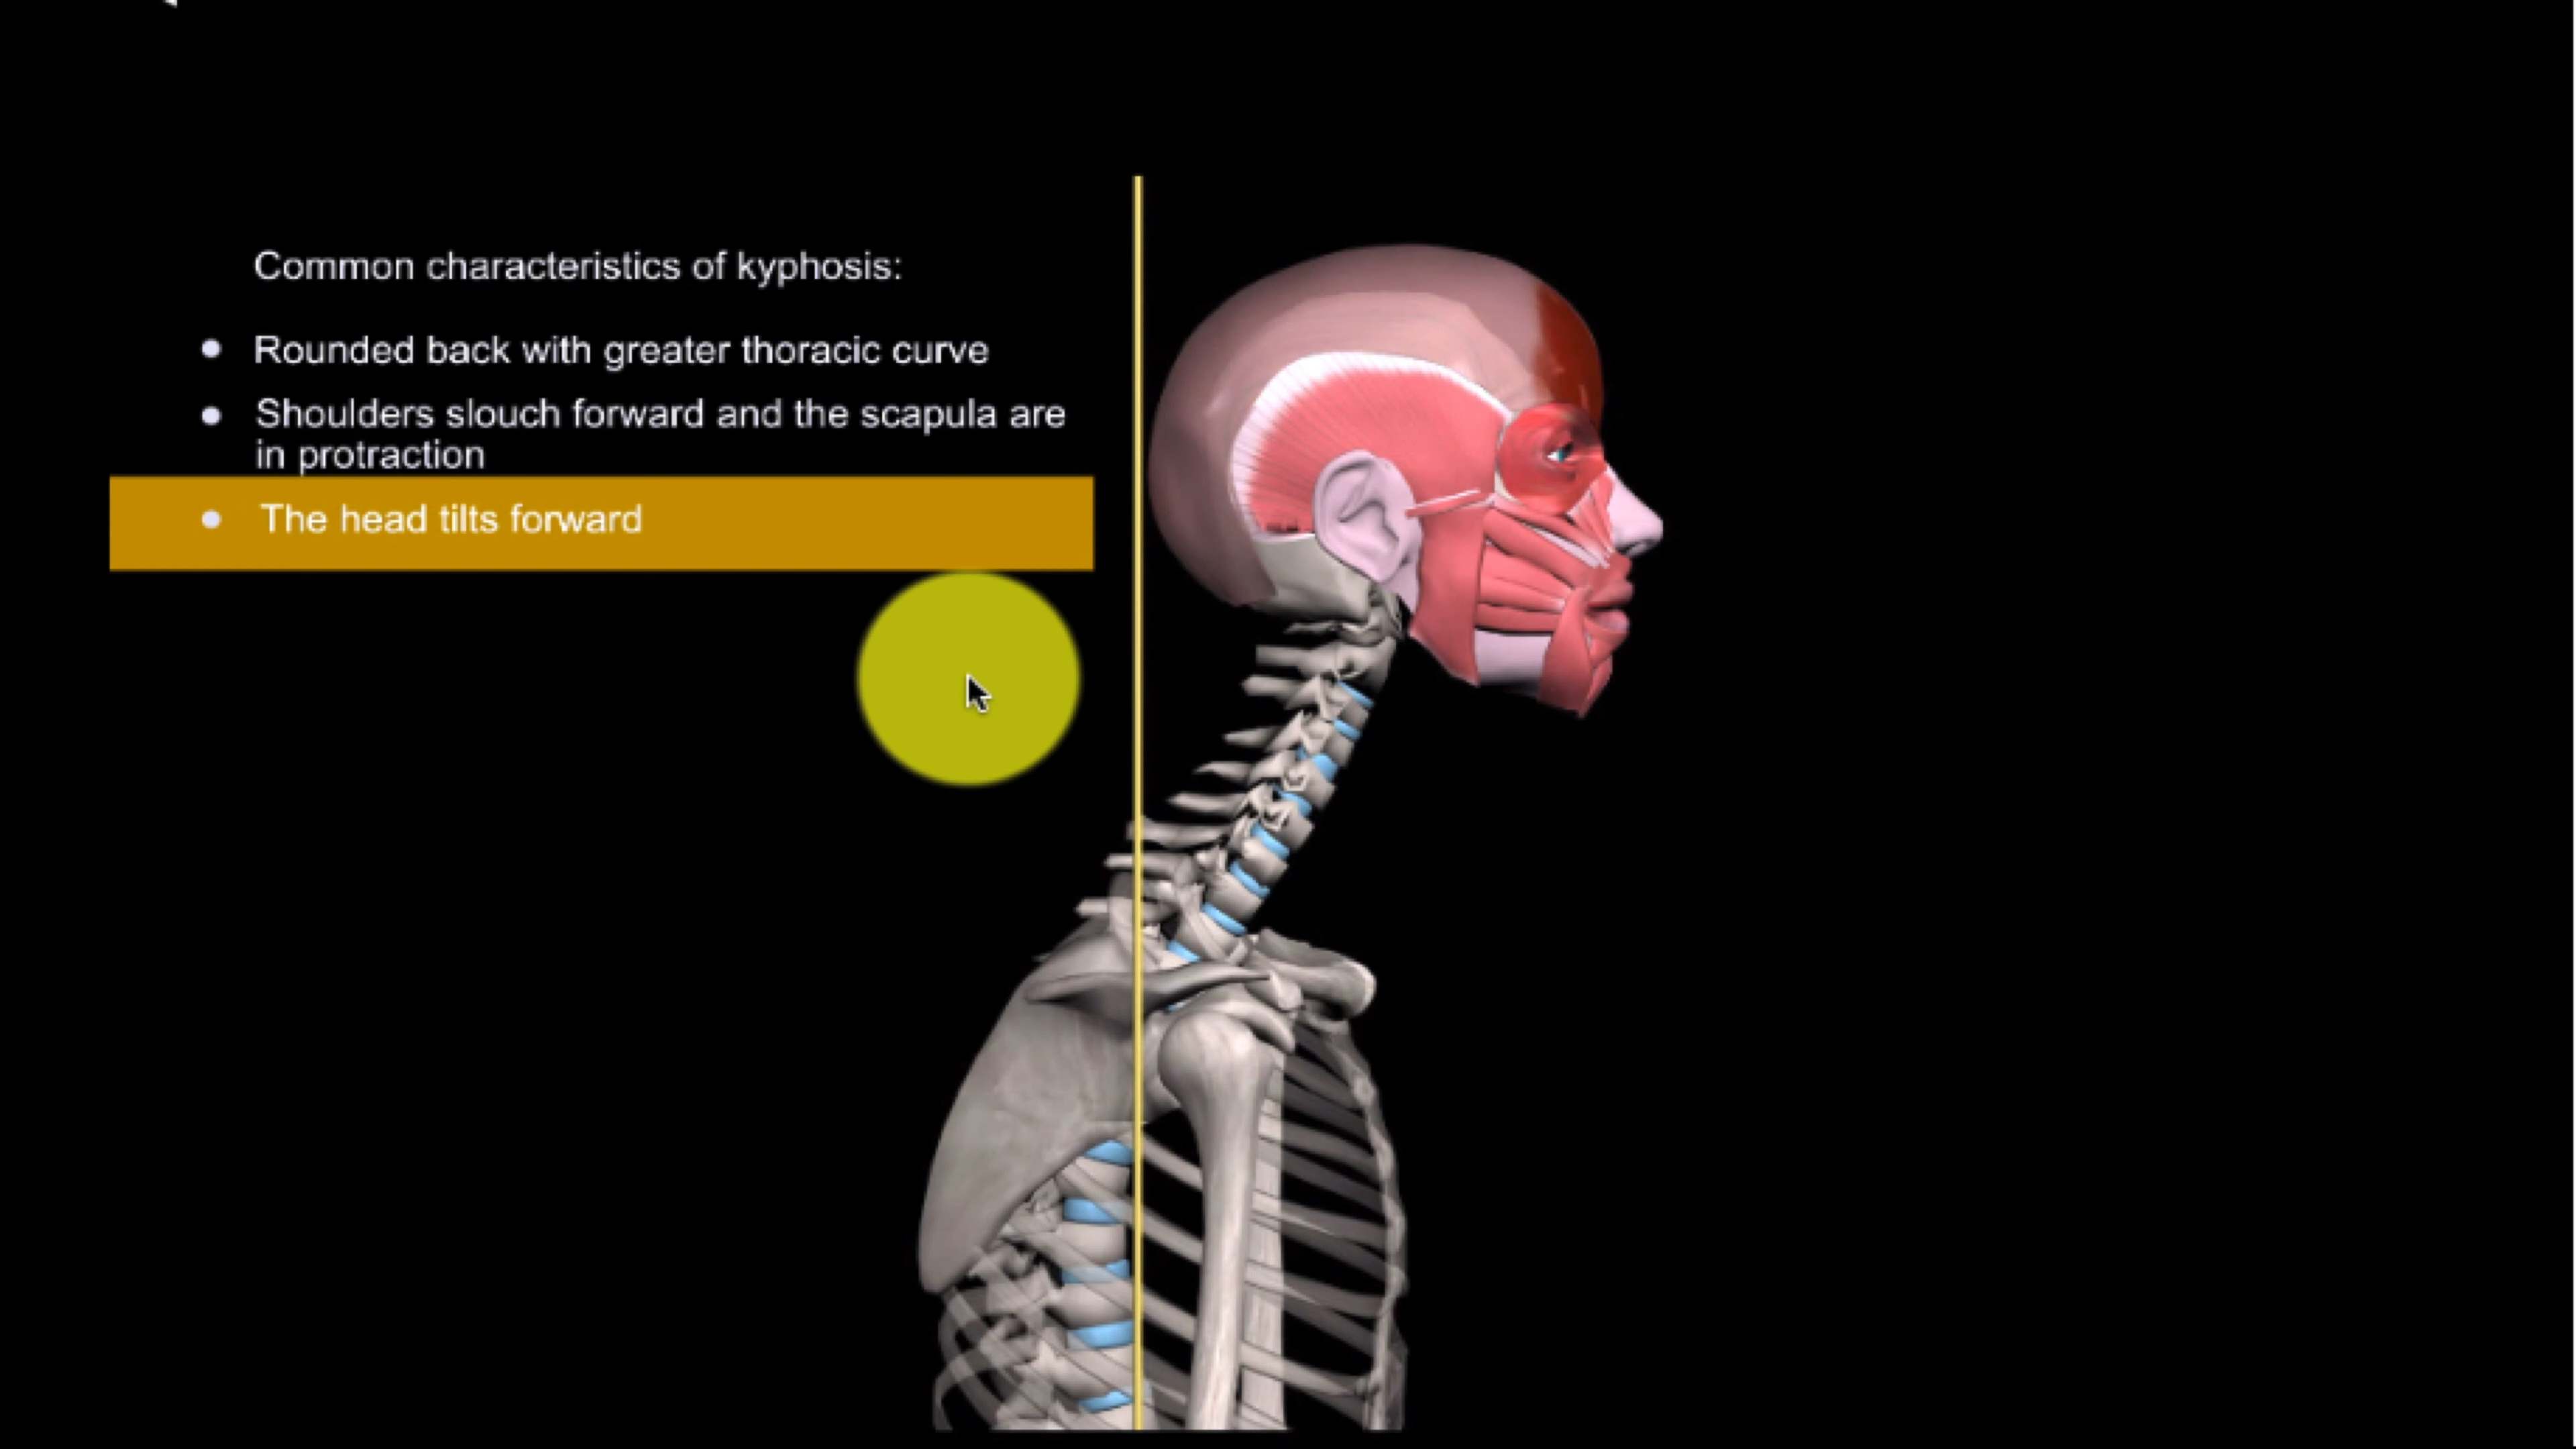 Common characteristics of kyphosis:
Rounded back with greater thoracic curve
Shoulders slouch forward and the scapula are
in protraction
The head tilts forward